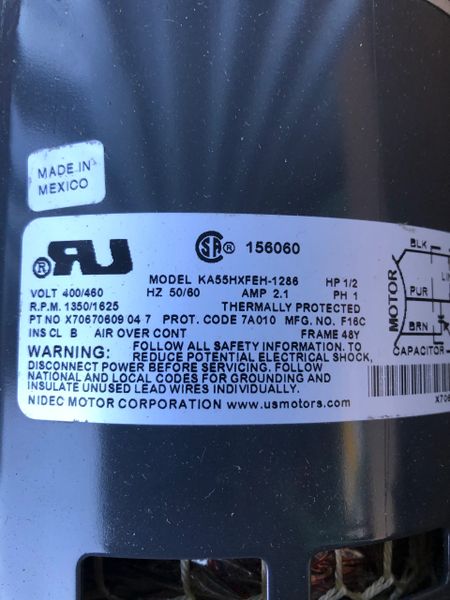 MADE IN
MEXICO
® RU
SA ® 156060
MODEL KA55HXFEH-1286 HP 1/2
VOLT 400/460 HZ 50/60 AMP 2.1 PH 1
R.P.M. 1350/1625 THERMALLY PROTECTED
PT NO X70670609 04 7 PROT. CODE 7A010 MFG. NO. F16C
INS CL B AIR OVER CONT FRAME 48Y
WARNING: FOLLOW ALL SAFETY INFORMATION. TO
REDUCE POTENTIAL ELECTRICAL SHOCK,
DISCONNECT POWER BEFORE SERVICING. FOLLOW
NATIONAL AND LOCAL CODES FOR GROUNDING AND
INSULATE UNUSED LEAD WIRES INDIVIDUALLY.
NIDEC MOTOR CORPORATION www.usmotors.com
MOTOR
BLK
PUR
BRN
CAPACITOR